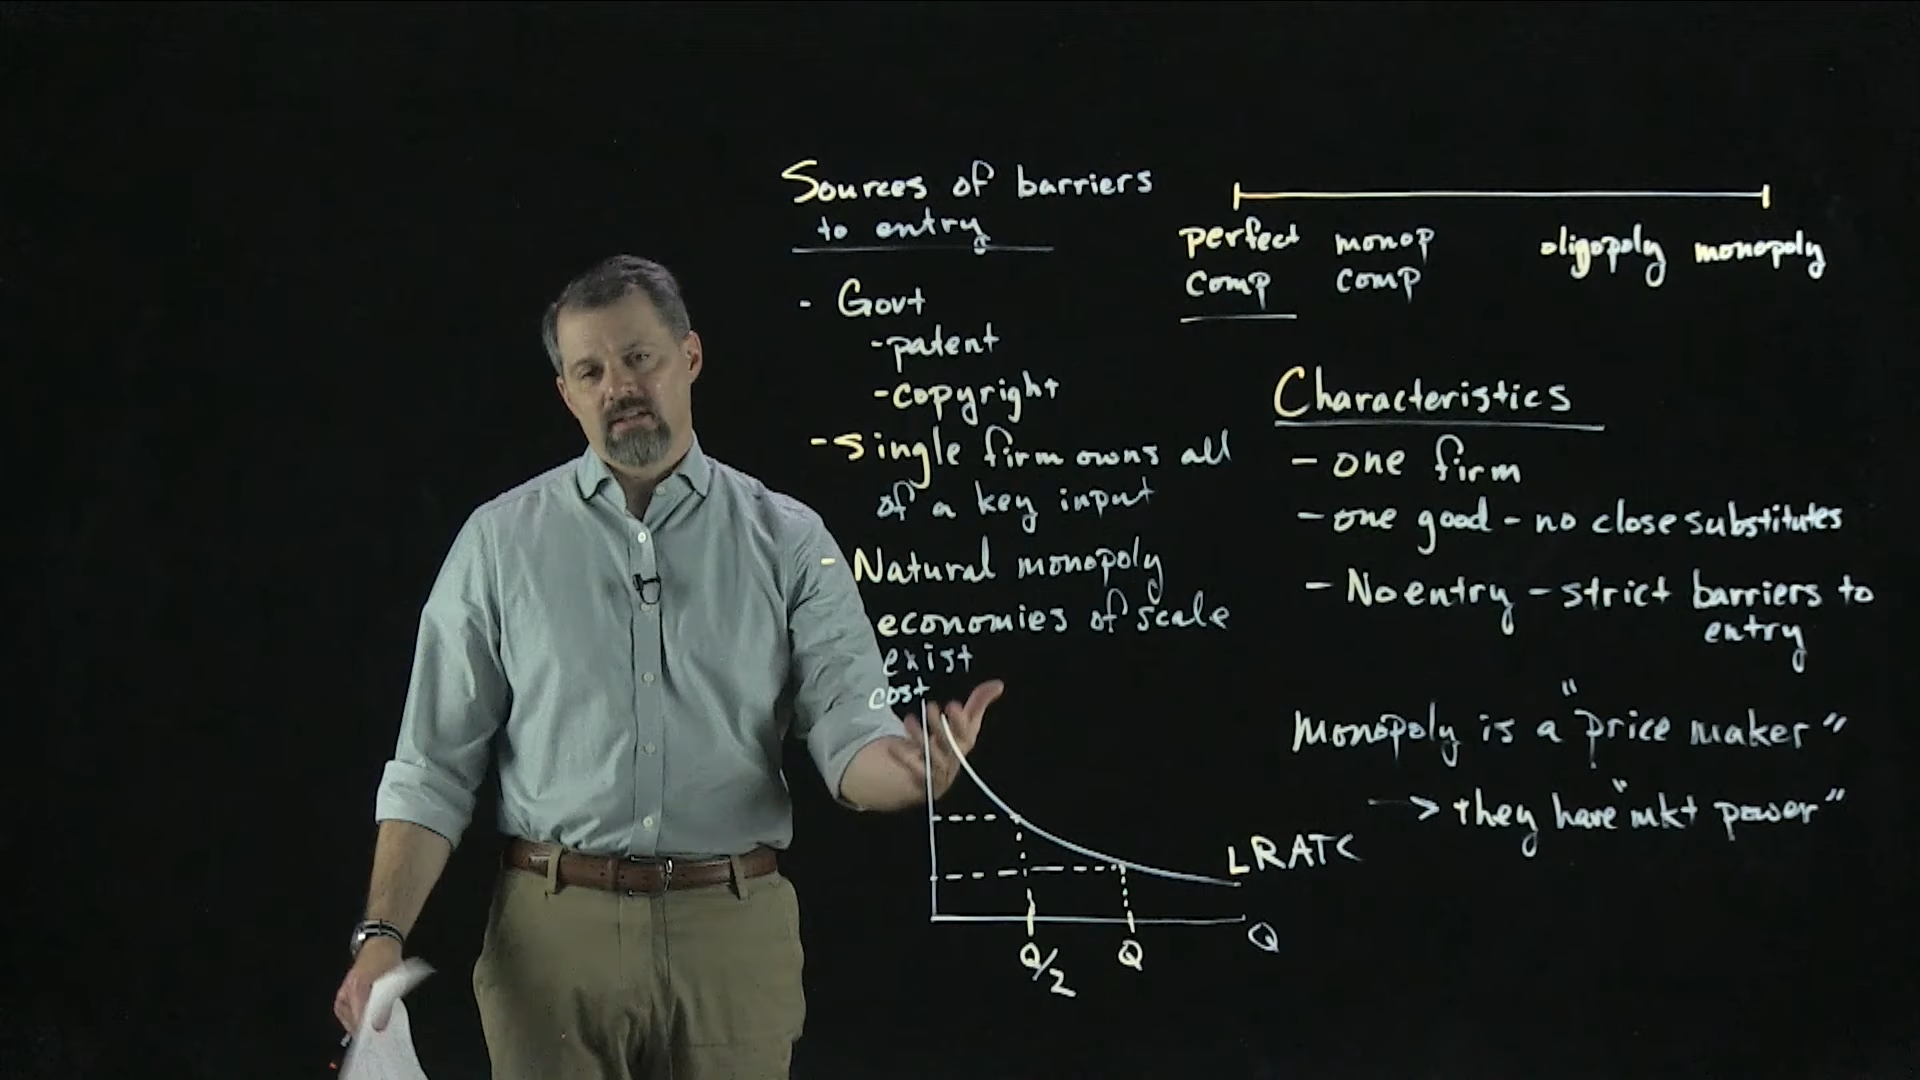 Sources of barriers
to entry
- Govt
-patent
-copyright
-single firm owns all
of a key input
- Natural monopoly
economies of scale
exist
cost
LRATC
Q/2
Q
Q
perfect
comp
monop
comp
oligopoly
monopoly
Characteristics
- one firm
- one good - no close substitutes
- No entry - strict barriers to
entry
Monopoly is a "price maker"
-> they have "mkt power"